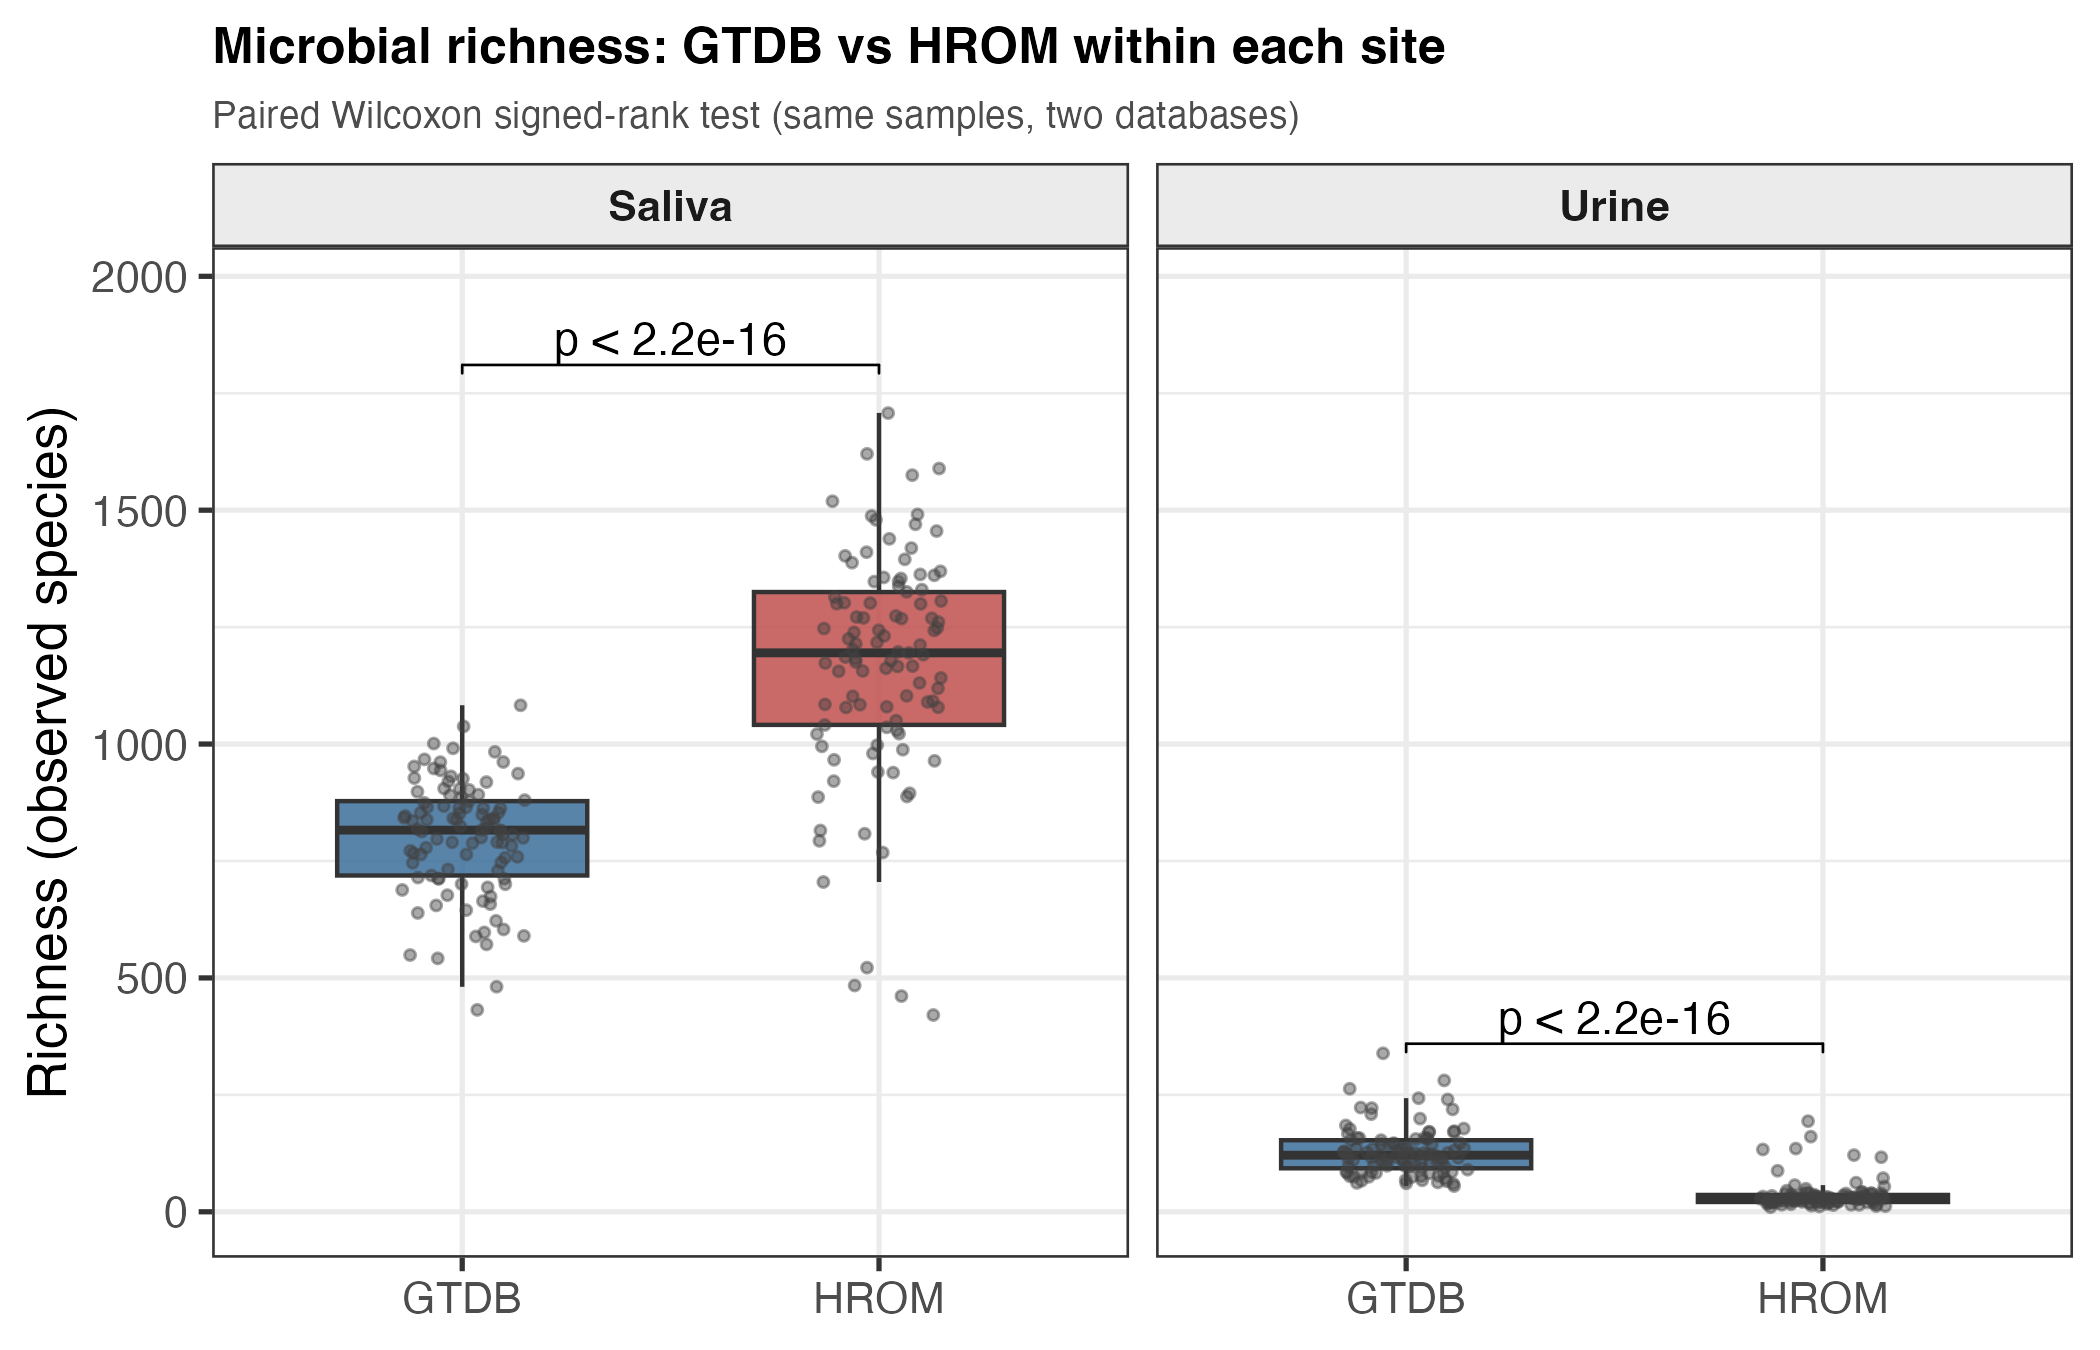 Microbial richness: GTDB vs HROM within each site
Paired Wilcoxon signed-rank test (same samples, two databases)
Saliva
Urine
Richness (observed species)
2000
1500
1000
500
0
p < 2.2e-16
p < 2.2e-16
GTDB
HROM
GTDB
HROM